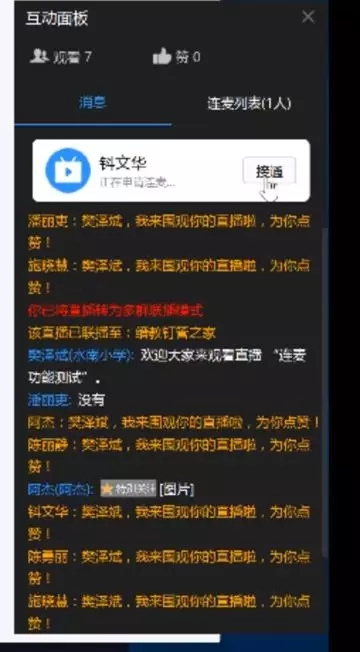 互动面板
观看 7
赞 0
消息
连麦列表(1人)
钭文华
正在申请连麦...
接通
潘丽吏：樊泽斌，我来围观你的直播啦，为你点
赞！
施晓慧：樊泽斌，我来围观你的直播啦，为你点
赞！
你已将直播转为多群联播模式
该直播已联播至：缙教钉管之家
樊泽斌(水南小学)：欢迎大家来观看直播 “连麦
功能测试”。
潘丽吏：没有
阿杰：樊泽斌，我来围观你的直播啦，为你点赞！
陈丽静：樊泽斌，我来围观你的直播啦，为你点
赞！
阿杰(阿杰)：特别关注[图片]
钭文华：樊泽斌，我来围观你的直播啦，为你点
赞！
陈勇丽：樊泽斌，我来围观你的直播啦，为你点
赞！
施晓慧：樊泽斌，我来围观你的直播啦，为你点
赞！